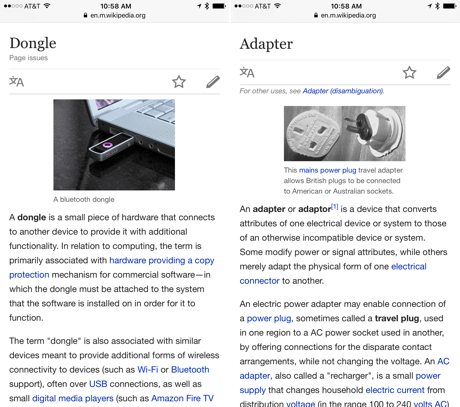 AT&T 10:58 AM
en.m.wikipedia.org
Dongle
Page issues
A bluetooth dongle
A dongle is a small piece of hardware that connects
to another device to provide it with additional
functionality. In relation to computing, the term is
primarily associated with hardware providing a copy
protection mechanism for commercial software—in
which the dongle must be attached to the system
that the software is installed on in order for it to
function.
The term "dongle" is also associated with similar
devices meant to provide additional forms of wireless
connectivity to devices (such as Wi-Fi or Bluetooth
support), often over USB connections, as well as
small digital media players (such as Amazon Fire TV
AT&T 10:58 AM
en.m.wikipedia.org
Adapter
For other uses, see Adapter (disambiguation).
This mains power plug travel adapter
allows British plugs to be connected
to American or Australian sockets.
An adapter or adaptor[1] is a device that converts
attributes of one electrical device or system to those
of an otherwise incompatible device or system.
Some modify power or signal attributes, while others
merely adapt the physical form of one electrical
connector to another.
An electric power adapter may enable connection of
a power plug, sometimes called a travel plug, used
in one region to a AC power socket used in another,
by offering connections for the disparate contact
arrangements, while not changing the voltage. An AC
adapter, also called a "recharger", is a small power
supply that changes household electric current from
distribution voltage (in the range 100 to 240 volts AC)